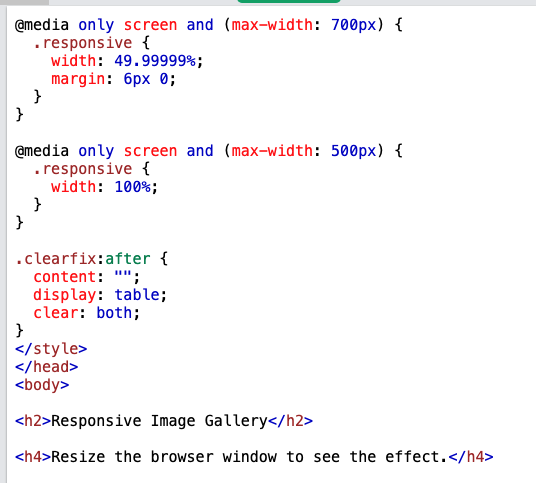 @media only screen and (max-width: 700px) {
  .responsive {
    width: 49.99999%;
    margin: 6px 0;
  }
}

@media only screen and (max-width: 500px) {
  .responsive {
    width: 100%;
  }
}

.clearfix:after {
  content: "";
  display: table;
  clear: both;
}
</style>
</head>
<body>

<h2>Responsive Image Gallery</h2>

<h4>Resize the browser window to see the effect.</h4>